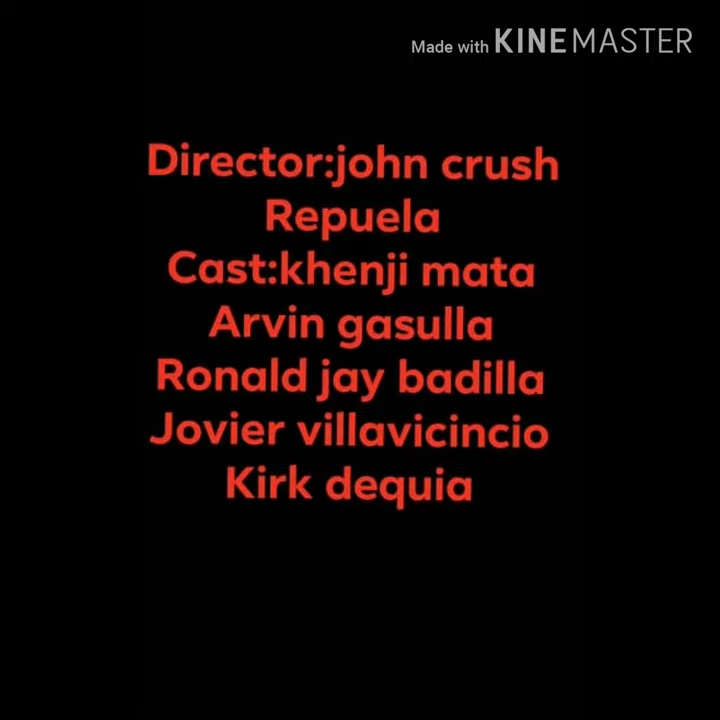 Made with KINEMASTER
Director:john crush
Repuela
Cast:khenji mata
Arvin gasulla
Ronald jay badilla
Jovier villavicincio
Kirk dequia